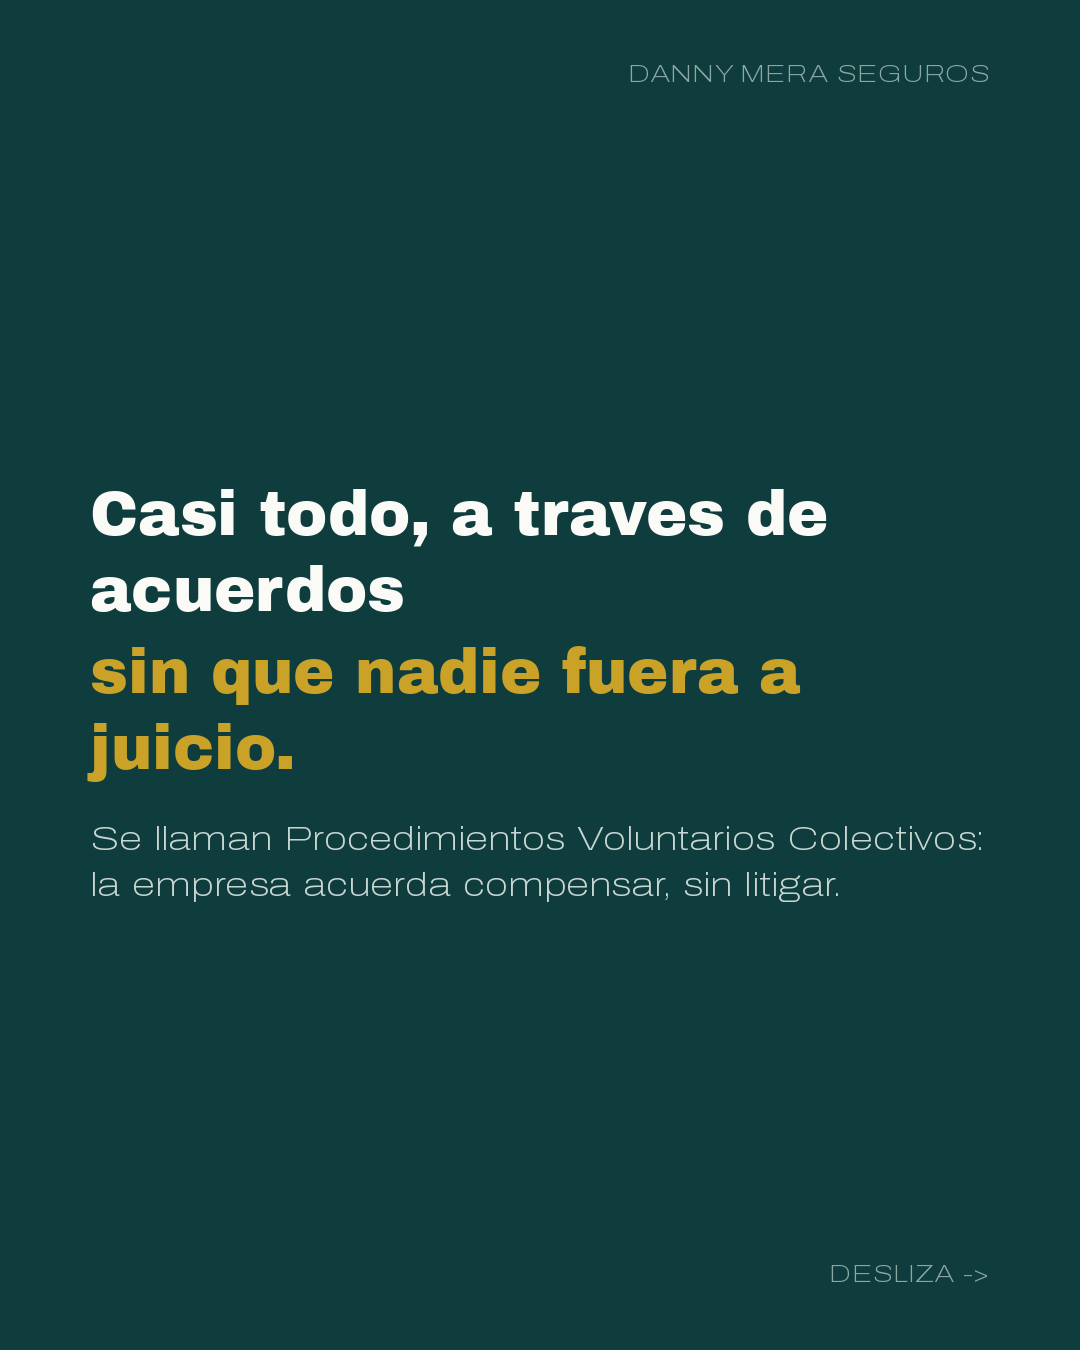 DANNY MERA SEGUROS
Casi todo, a traves de
acuerdos
sin que nadie fuera a
juicio.
Se llaman Procedimientos Voluntarios Colectivos:
la empresa acuerda compensar, sin litigar.
DESLIZA ->